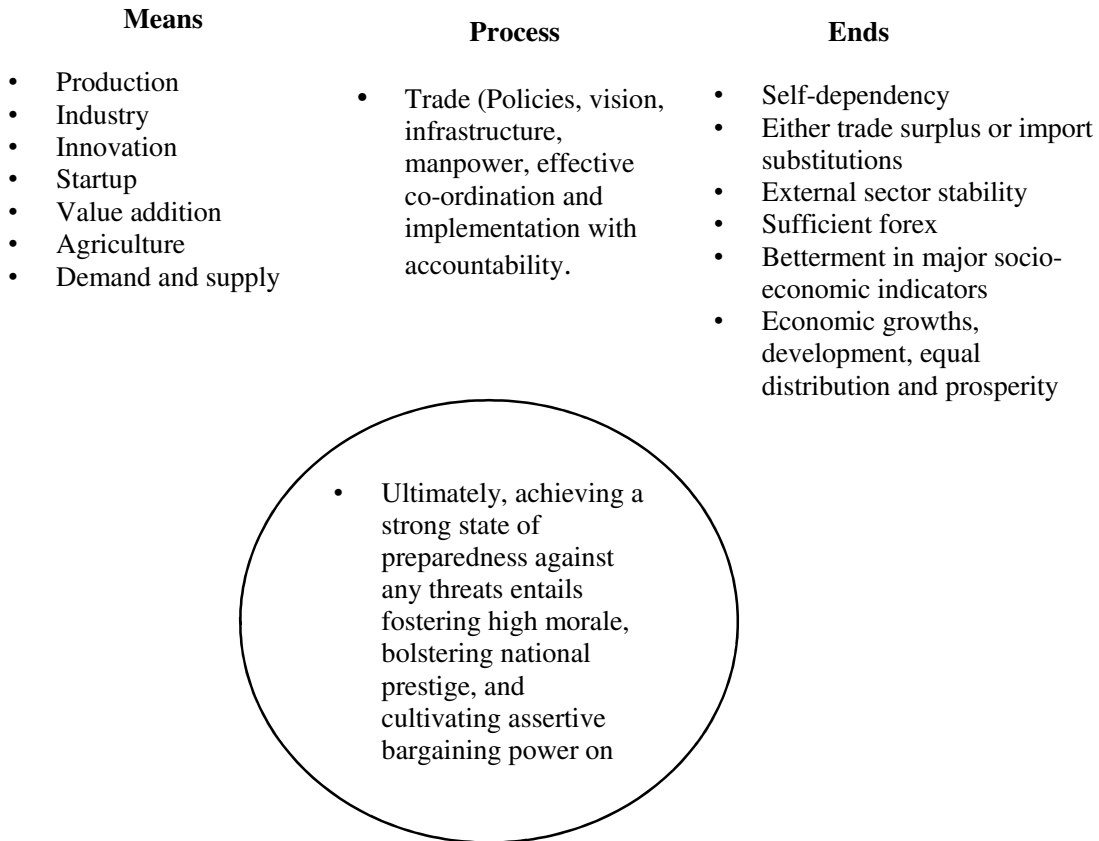 Means
• Production
• Industry
• Innovation
• Startup
• Value addition
• Agriculture
• Demand and supply
Process
• Trade (Policies, vision,
infrastructure,
manpower, effective
co-ordination and
implementation with
accountability.
Ends
• Self-dependency
• Either trade surplus or import
substitutions
• External sector stability
• Sufficient forex
• Betterment in major socio-
economic indicators
• Economic growths,
development, equal
distribution and prosperity
• Ultimately, achieving a
strong state of
preparedness against
any threats entails
fostering high morale,
bolstering national
prestige, and
cultivating assertive
bargaining power on